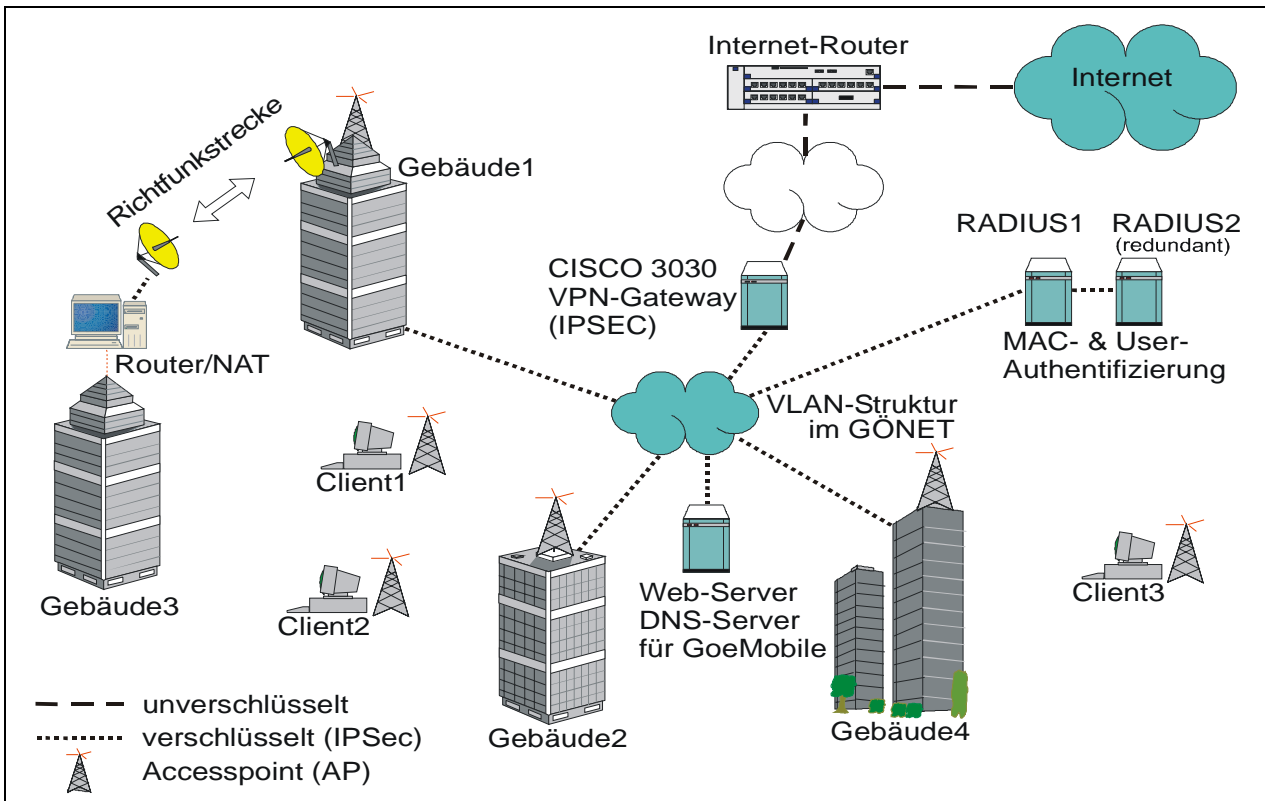 Internet-Router
Internet
Richtfunkstrecke
Gebäude1
RADIUS1
RADIUS2
(redundant)
CISCO 3030
VPN-Gateway
(IPSEC)
MAC- & User-
Authentifizierung
Router/NAT
VLAN-Struktur
im GÖNET
Client1
Client2
Client3
Gebäude3
Web-Server
DNS-Server
für GoeMobile
Gebäude2
Gebäude4
unverschlüsselt
verschlüsselt (IPSec)
Accesspoint (AP)